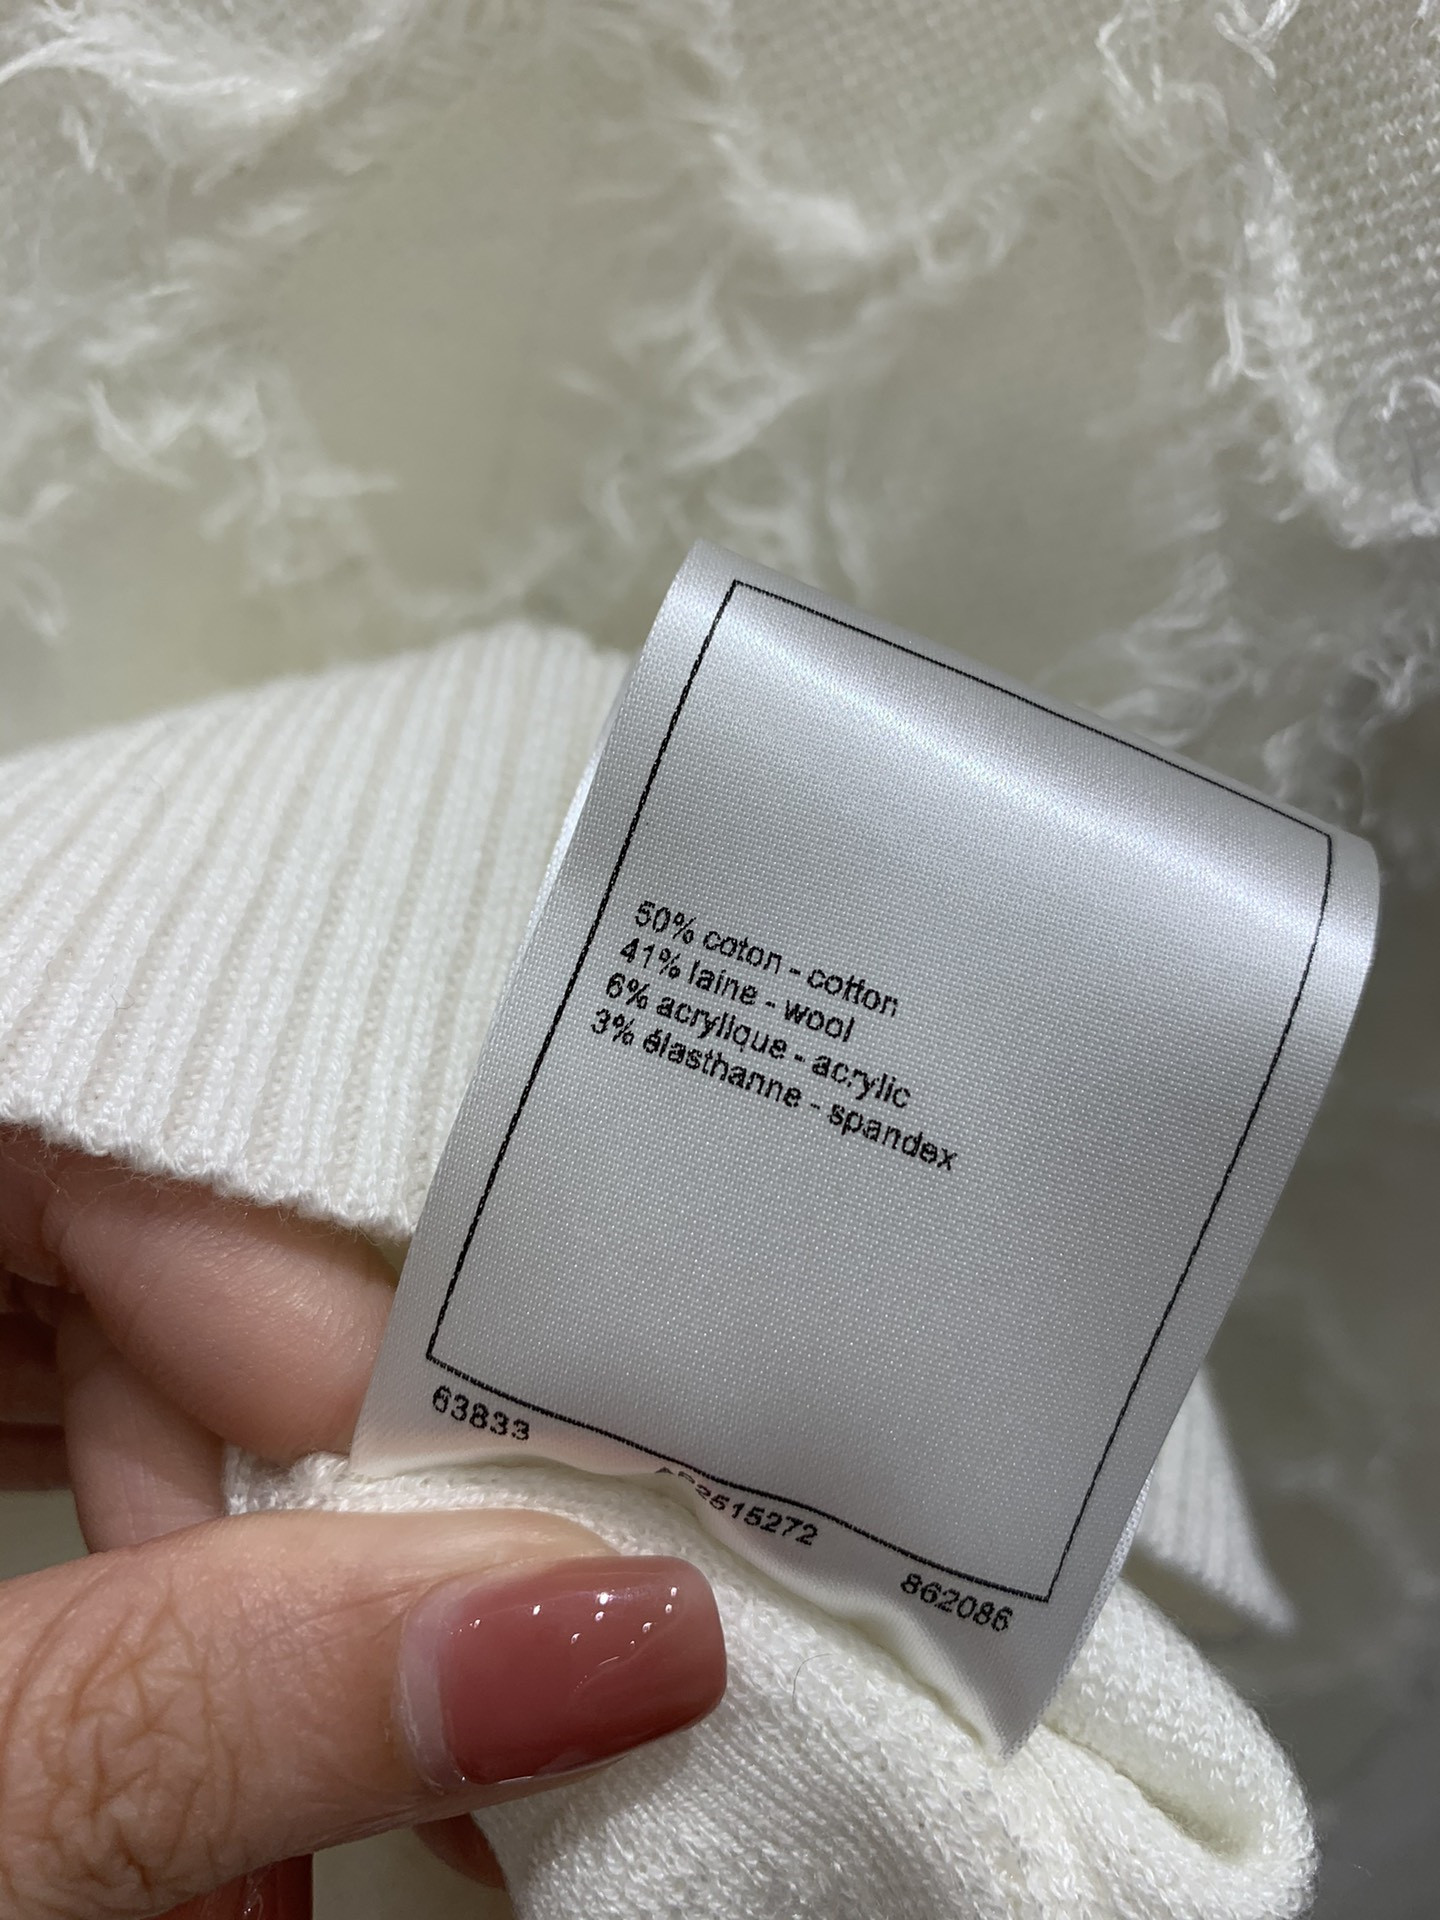 50% coton - cotton
41% laine - wool
6% acrylique - acrylic
3% élasthanne - spandex
63833
862086